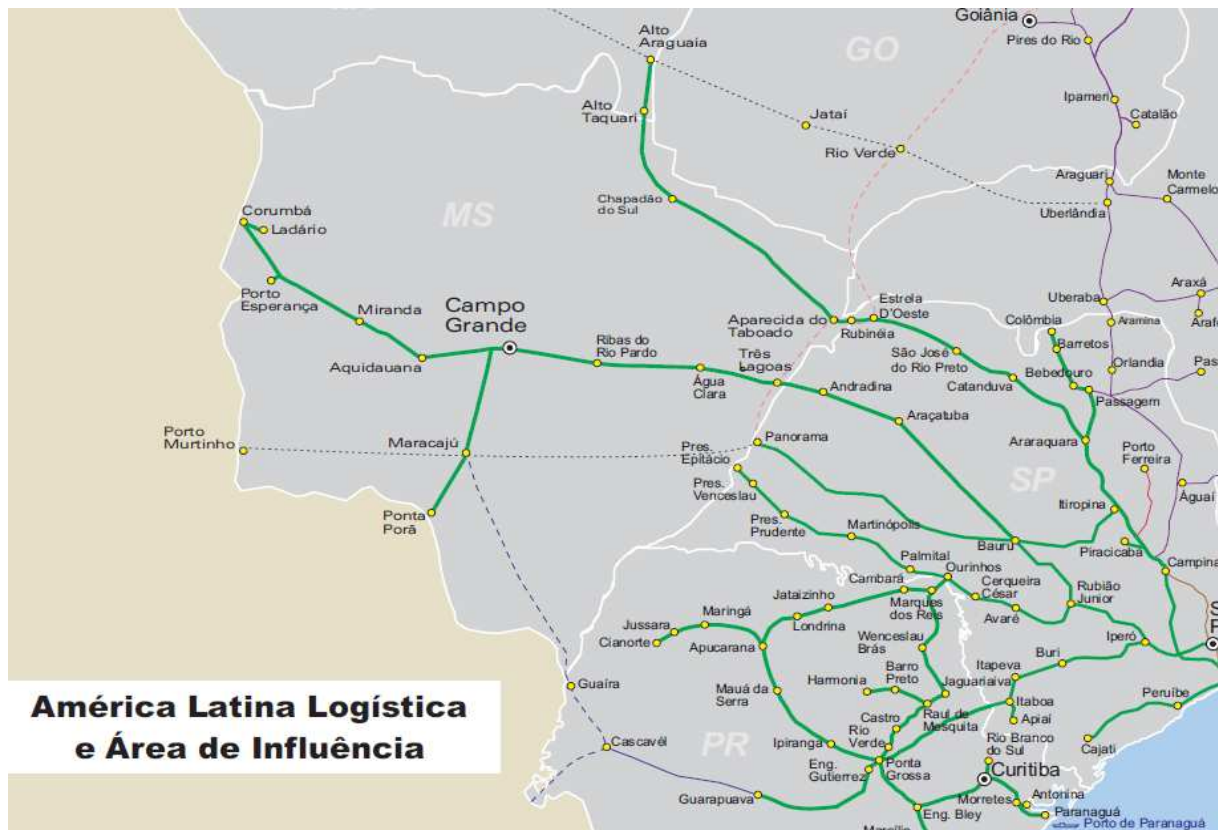 Goiânia
Pires do Rio
GO
Alto
Araguaia
Alto
Taquari
Jataí
Rio Verde
Ipameri
Catalão
Araguari
Monte
Carmelo
Uberlândia
Chapadão
do Sul
MS
Corumbá
Ladário
Porto
Esperança
Miranda
Campo
Grande
Aquidauana
Ribas do
Rio Pardo
Água
Clara
Três
Lagoas
Aparecida do
Taboado
Rubinéia
Estrela
D'Oeste
São José
do Rio Preto
Catanduva
Andradina
Araçatuba
Uberaba
Araxá
Colômbia
Aramina
Barretos
Orlandia
Bebedouro
Passagem
Araraquara
Porto
Ferreira
Porto
Murtinho
Maracajú
Ponta
Porã
Panorama
Pres.
Epitácio
Pres.
Venceslau
Pres.
Prudente
SP
Aguaí
Itiropina
Martinópolis
Bauru
Piracicaba
Campina
Palmital
Ourinhos
Cambará
Cerqueira
César
Rubião
Junior
Jataizinho
Marques
dos Reis
Avaré
Maringá
Londrina
Jussara
Cianorte
Apucarana
Wenceslau
Brás
Iperó
Buri
Itapeva
Barro
Preto
Harmonia
Jaguariaiva
Guaíra
Mauá da
Serra
Itaboa
Peruíbe
Castro
Raul de
Mesquita
Apiaí
América Latina Logística
e Área de Influência
Rio
Verde
Rio Branco
do Sul
Cascavél
PR
Ipiranga
Cajati
Eng.
Gutierrez
Ponta
Grossa
Curitiba
Guarapuava
Morretes
Antonina
Eng. Bley
Paranaguá
Porto de Paranaguá